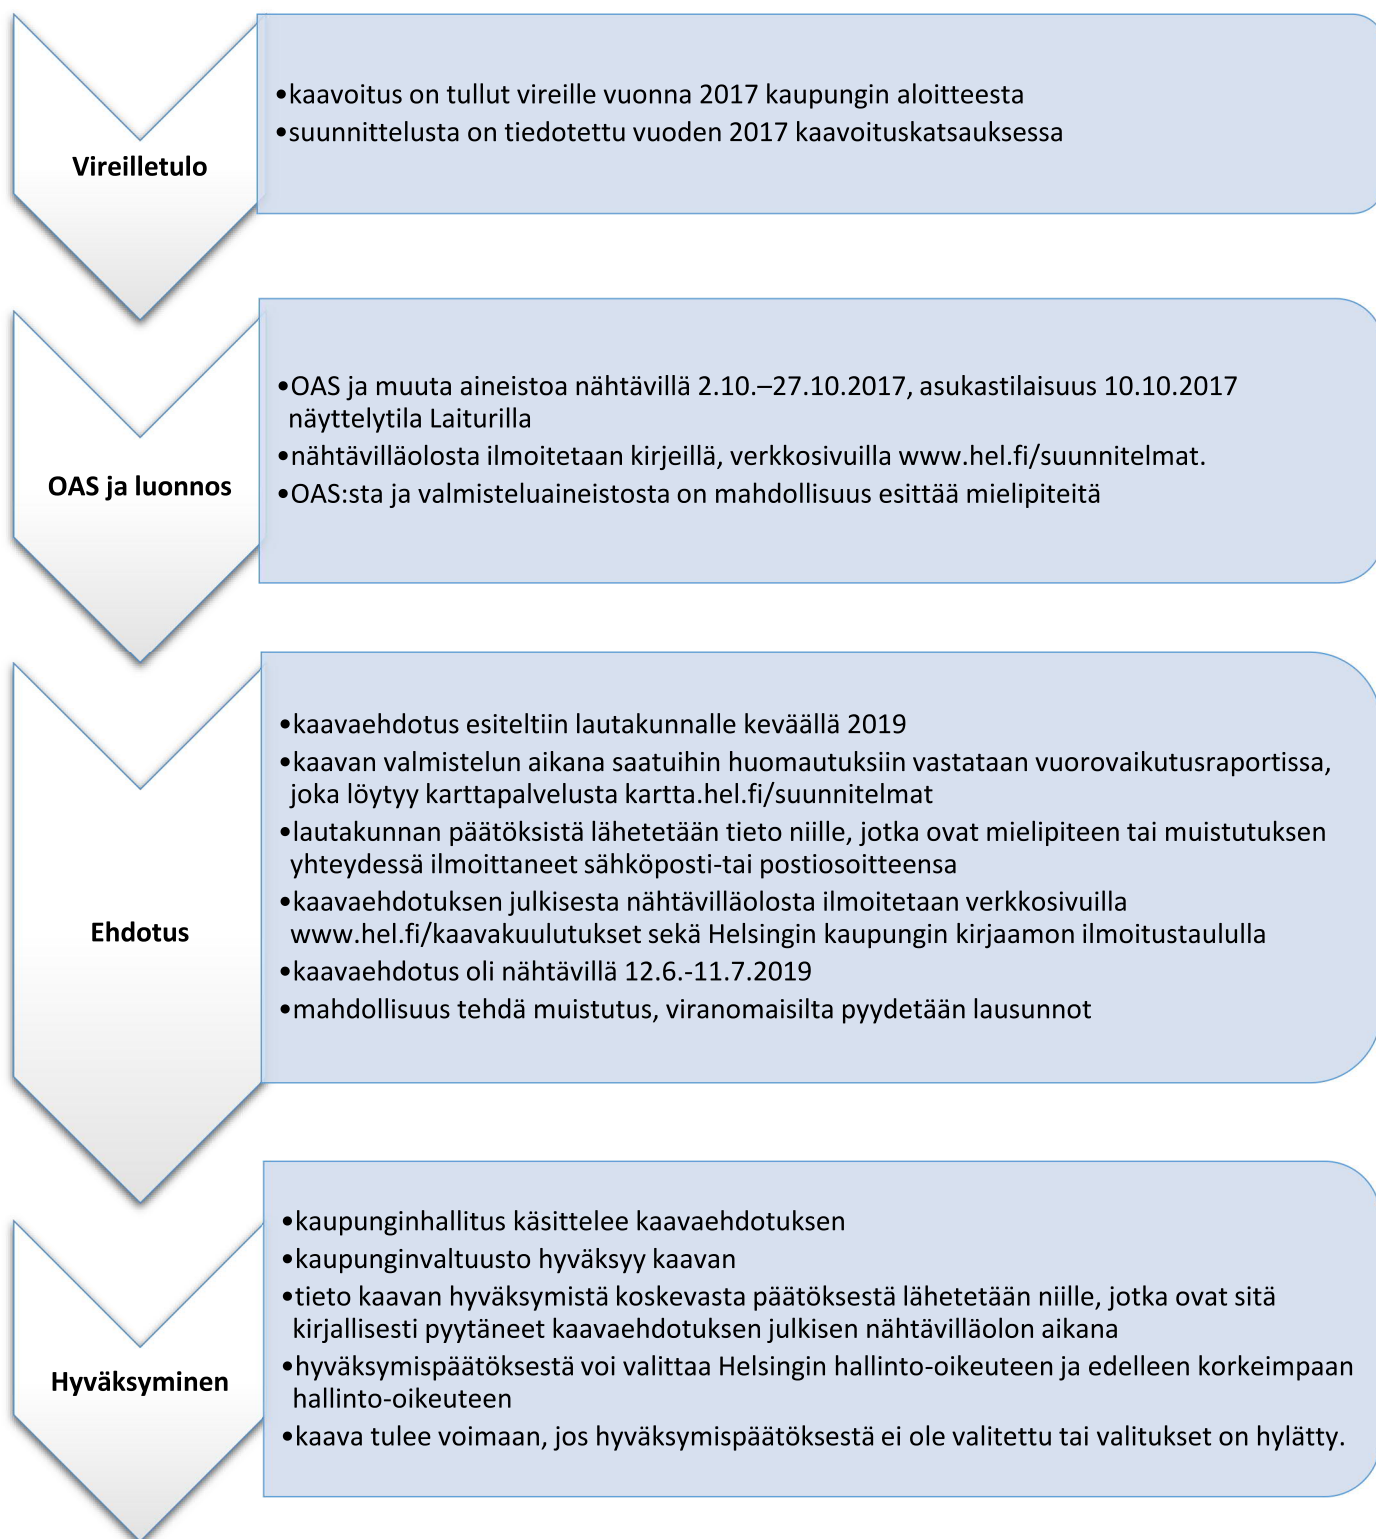 Vireilletulo
•kaavoitus on tullut vireille vuonna 2017 kaupungin aloitteesta
•suunnittelusta on tiedotettu vuoden 2017 kaavoituskatsauksessa
OAS ja luonnos
•OAS ja muuta aineistoa nähtävillä 2.10.–27.10.2017, asukastilaisuus 10.10.2017
näyttelytila Laiturilla
•nähtävilläolosta ilmoitetaan kirjeillä, verkkosivuilla www.hel.fi/suunnitelmat.
•OAS:sta ja valmisteluaineistosta on mahdollisuus esittää mielipiteitä
Ehdotus
•kaavaehdotus esiteltiin lautakunnalle keväällä 2019
•kaavan valmistelun aikana saatuihin huomautuksiin vastataan vuorovaikutusraportissa,
joka löytyy karttapalvelusta kartta.hel.fi/suunnitelmat
•lautakunnan päätöksistä lähetetään tieto niille, jotka ovat mielipiteen tai muistutuksen
yhteydessä ilmoittaneet sähköposti-tai postiosoitteensa
•kaavaehdotuksen julkisesta nähtävilläolosta ilmoitetaan verkkosivuilla
www.hel.fi/kaavakuulutukset sekä Helsingin kaupungin kirjaamon ilmoitustaululla
•kaavaehdotus oli nähtävillä 12.6.-11.7.2019
•mahdollisuus tehdä muistutus, viranomaisilta pyydetään lausunnot
Hyväksyminen
•kaupunginhallitus käsittelee kaavaehdotuksen
•kaupunginvaltuusto hyväksyy kaavan
•tieto kaavan hyväksymistä koskevasta päätöksestä lähetetään niille, jotka ovat sitä
kirjallisesti pyytäneet kaavaehdotuksen julkisen nähtävilläolon aikana
•hyväksymispäätöksestä voi valittaa Helsingin hallinto-oikeuteen ja edelleen korkeimpaan
hallinto-oikeuteen
•kaava tulee voimaan, jos hyväksymispäätöksestä ei ole valitettu tai valitukset on hylätty.